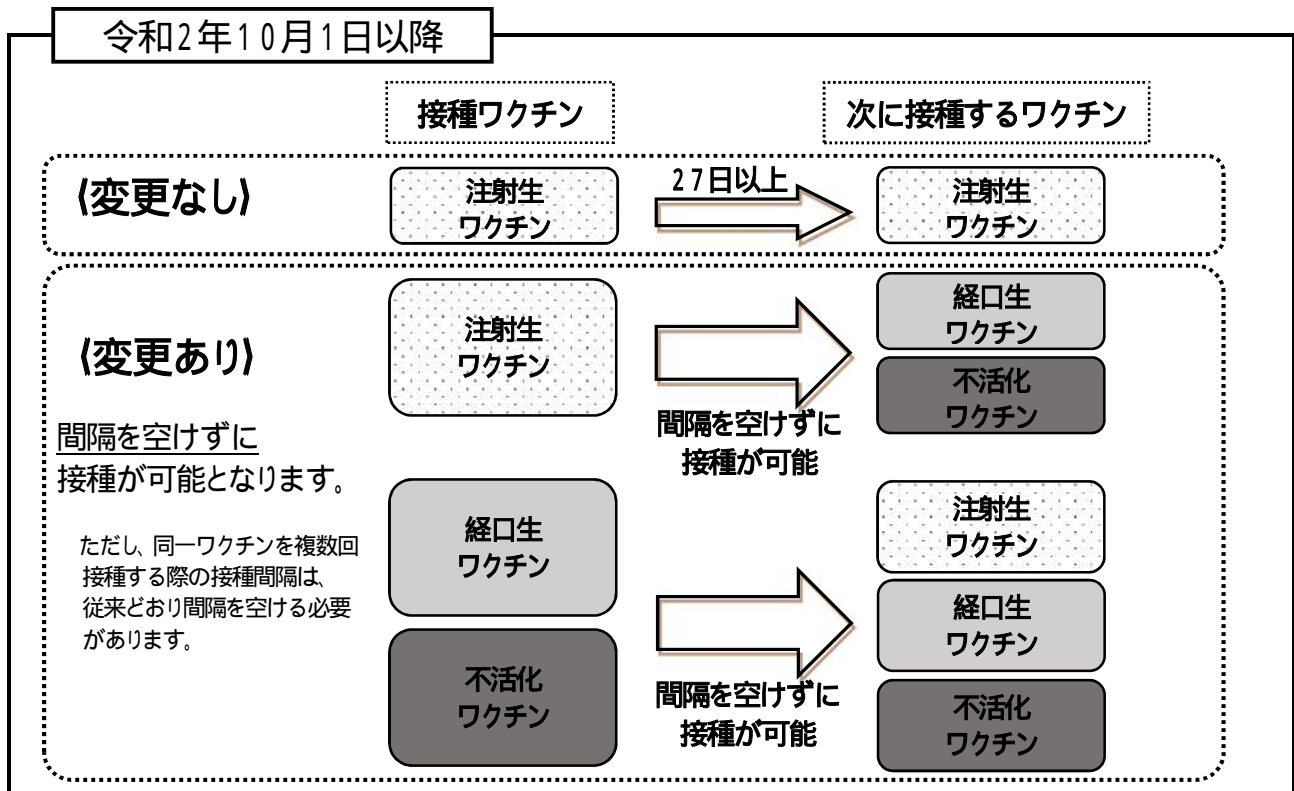 令和2年10月1日以降
接種ワクチン
次に接種するワクチン
《変更なし》
注射生
ワクチン
27日以上
注射生
ワクチン
《変更あり》
間隔を空けずに
接種が可能となります。
ただし、同一ワクチンを複数回
接種する際の接種間隔は、
従来どおり間隔を空ける必要
があります。
注射生
ワクチン
間隔を空けずに
接種が可能
経口生
ワクチン
不活化
ワクチン
経口生
ワクチン
不活化
ワクチン
間隔を空けずに
接種が可能
注射生
ワクチン
経口生
ワクチン
不活化
ワクチン